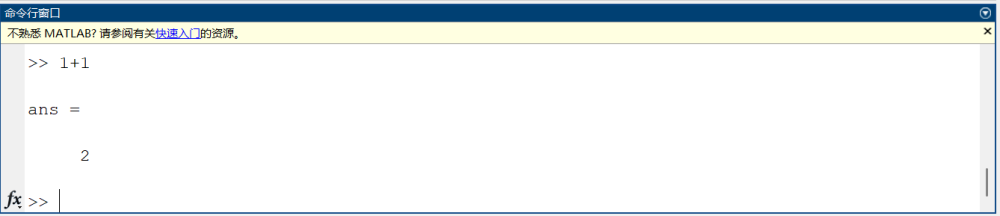 命令行窗口
不熟悉 MATLAB? 请参阅有关快速入门的资源。
>> 1+1
ans =
2
fx >>